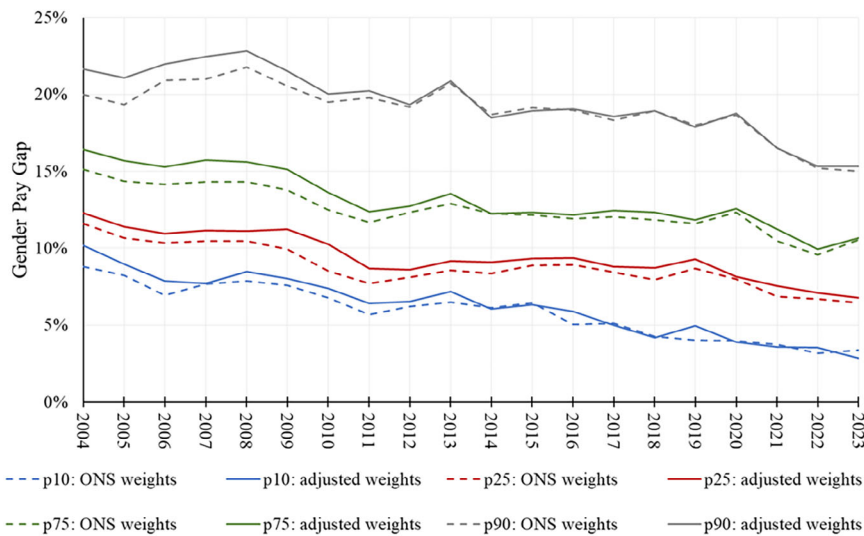 25%
20%
15%
10%
5%
0%
Gender Pay Gap
2004
2005
2006
2007
2008
2009
2010
2011
2012
2013
2014
2015
2016
2017
2018
2019
2020
2021
2022
2023
p10: ONS weights
p10: adjusted weights
p25: ONS weights
p25: adjusted weights
p75: ONS weights
p75: adjusted weights
p90: ONS weights
p90: adjusted weights